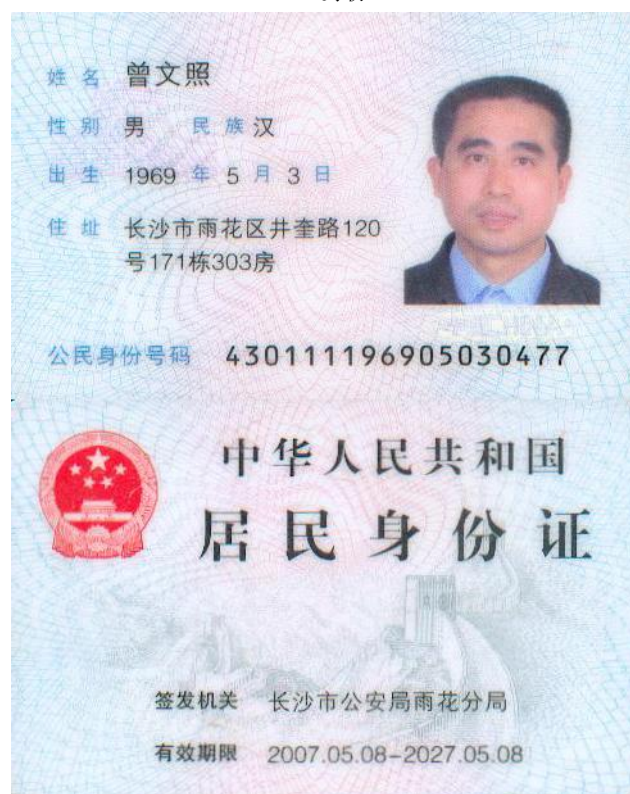 姓名 曾文照
性别 男 民族 汉
出生 1969 年 5 月 3 日
住址 长沙市雨花区井奎路120
号171栋303房
公民身份号码 430111196905030477
中华人民共和国
居民身份证
签发机关 长沙市公安局雨花分局
有效期限 2007.05.08-2027.05.08